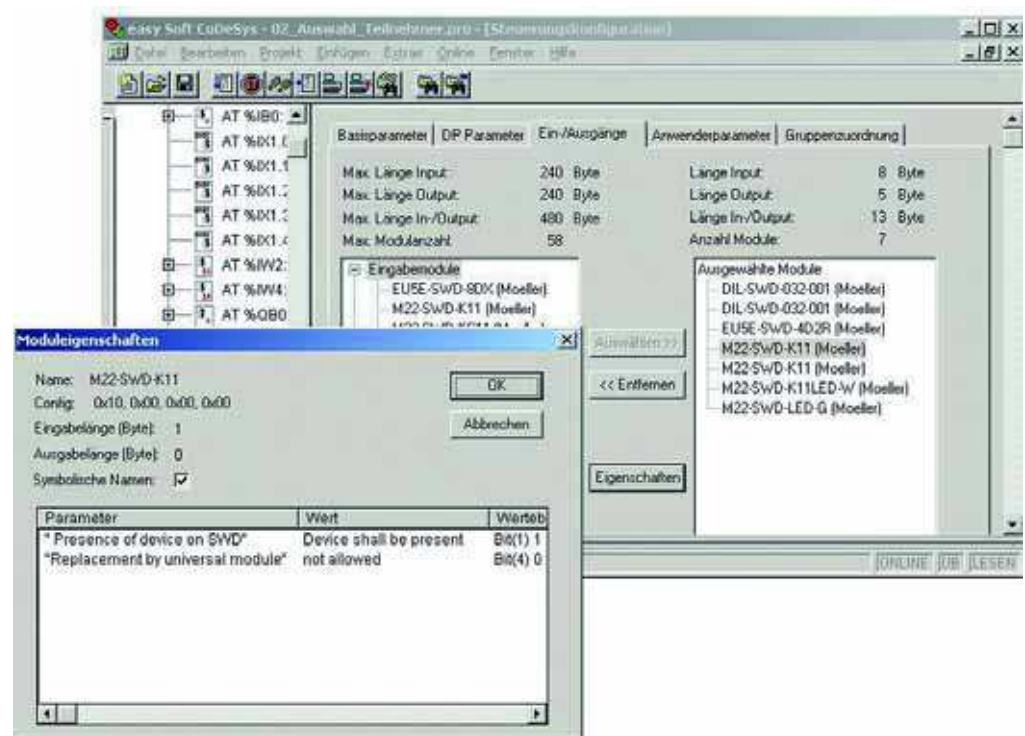 easy Soft CoDeSys - 02_Auswahl_Teilnehmer.pro - [Steuerungskonfiguration]
Datei Bearbeiten Projekt Einfügen Extras Online Fenster Hilfe
AT %IB0:
AT %IX1.
AT %IX1.1
AT %IX1.2
AT %IX1.
AT %IX1.
AT %IW2:
AT %IW4:
AT %QB0
Basisparameter DP Parameter Ein-/Ausgänge Anwenderparameter Gruppenzuordnung
Max. Länge Input: 240 Byte Länge Input: 8 Byte
Max. Länge Output: 240 Byte Länge Output: 5 Byte
Max. Länge In-/Output: 480 Byte Länge In-/Output: 13 Byte
Max. Modulanzahl 58 Anzahl Module: 7
Eingabemodule
EU5E-SWD-8DX (Moeller)
M22-SWD-K11 (Moeller)
Auswählen >>
<< Entfernen
Eigenschaften
Ausgewählte Module
DIL-SWD-032-001 (Moeller)
DIL-SWD-032-001 (Moeller)
EU5E-SWD-4D2R (Moeller)
M22-SWD-K11 (Moeller)
M22-SWD-K11 (Moeller)
M22-SWD-K11LED-W (Moeller)
M22-SWD-LED-G (Moeller)
ONLINE ÜB LESEN
Moduleigenschaften
Name: M22-SWD-K11
Config: 0x10, 0x00, 0x00, 0x00
Eingabelänge (Byte): 1
Ausgabelänge (Byte): 0
Symbolische Namen:
OK
Abbrechen
Parameter Wert Werteb
" Presence of device on SWD" Device shall be present Bit(1) 1
"Replacement by universal module" not allowed Bit(4) 0